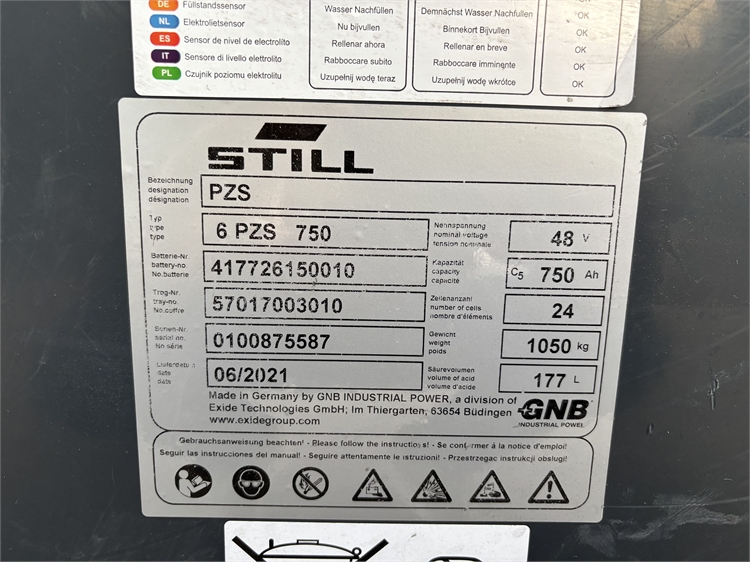 DE Füllstandssensor Wasser Nachfüllen Demnächst Wasser Nachfüllen OK
NL Elektrolietsensor Nu bijvullen Binnekort Bijvullen OK
ES Sensor de nivel de electrolito Rellenar ahora Rellenar en breve OK
IT Sensore di livello elettrolito Rabboccare subito Rabboccare imminente OK
PL Czujnik poziomu elektrolitu Uzupełnij wodę teraz Uzupełnij wodę wkrótce OK
STILL
Bezeichnung
designation
désignation
PZS
Typ
type
type
6 PZS 750
Nennspannung
nominal voltage
tension nominale
48 V
Batterie-Nr.
battery-no.
No.batterie
417726150010
Kapazität
capacity
capacité
C5 750 Ah
Trog-Nr.
tray-no.
No.coffre
57017003010
Zellenanzahl
number of cells
nombre d'éléments
24
Serien-Nr.
serial no.
No série
0100875587
Gewicht
weight
poids
1050 kg
Lieferdatum
date
date
06/2021
Säurevolumen
volume of acid
volume d'acide
177 L
Made in Germany by GNB INDUSTRIAL POWER, a division of
Exide Technologies GmbH; Im Thiergarten, 63654 Büdingen
www.exidegroup.com
GNB
INDUSTRIAL POWER
Gebrauchsanweisung beachten! - Please follow the instructions! - Se conformer à la notice d'emploi!
Seguir las instrucciones del manual! - Seguire attentamente le istruzioni! - Przestrzegac instrukcji obslugi!